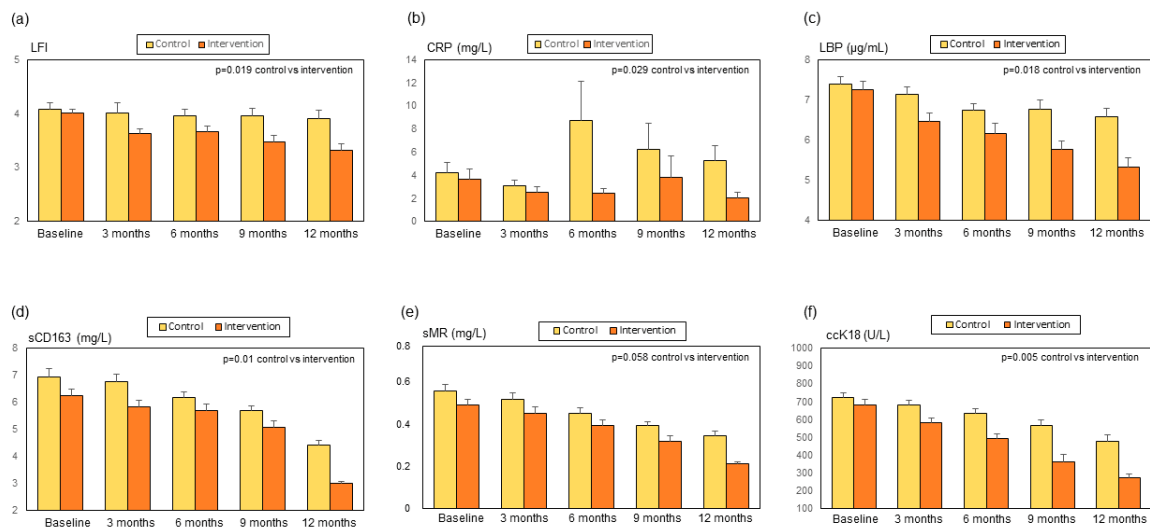 (a)
LFI
Control Intervention
p=0.019 control vs intervention
5
4
3
2
Baseline 3 months 6 months 9 months 12 months
(b)
CRP (mg/L)
Control Intervention
p=0.029 control vs intervention
14
12
10
8
6
4
2
0
Baseline 3 months 6 months 9 months 12 months
(c)
LBP (µg/mL)
Control Intervention
p=0.018 control vs intervention
8
7
6
5
4
Baseline 3 months 6 months 9 months 12 months
(d)
sCD163 (mg/L)
Control Intervention
p=0.01 control vs intervention
8
7
6
5
4
3
2
Baseline 3 months 6 months 9 months 12 months
(e)
sMR (mg/L)
Control Intervention
p=0.058 control vs intervention
0.8
0.6
0.4
0.2
0
Baseline 3 months 6 months 9 months 12 months
(f)
ccK18 (U/L)
Control Intervention
p=0.005 control vs intervention
1000
900
800
700
600
500
400
300
200
100
Baseline 3 months 6 months 9 months 12 months